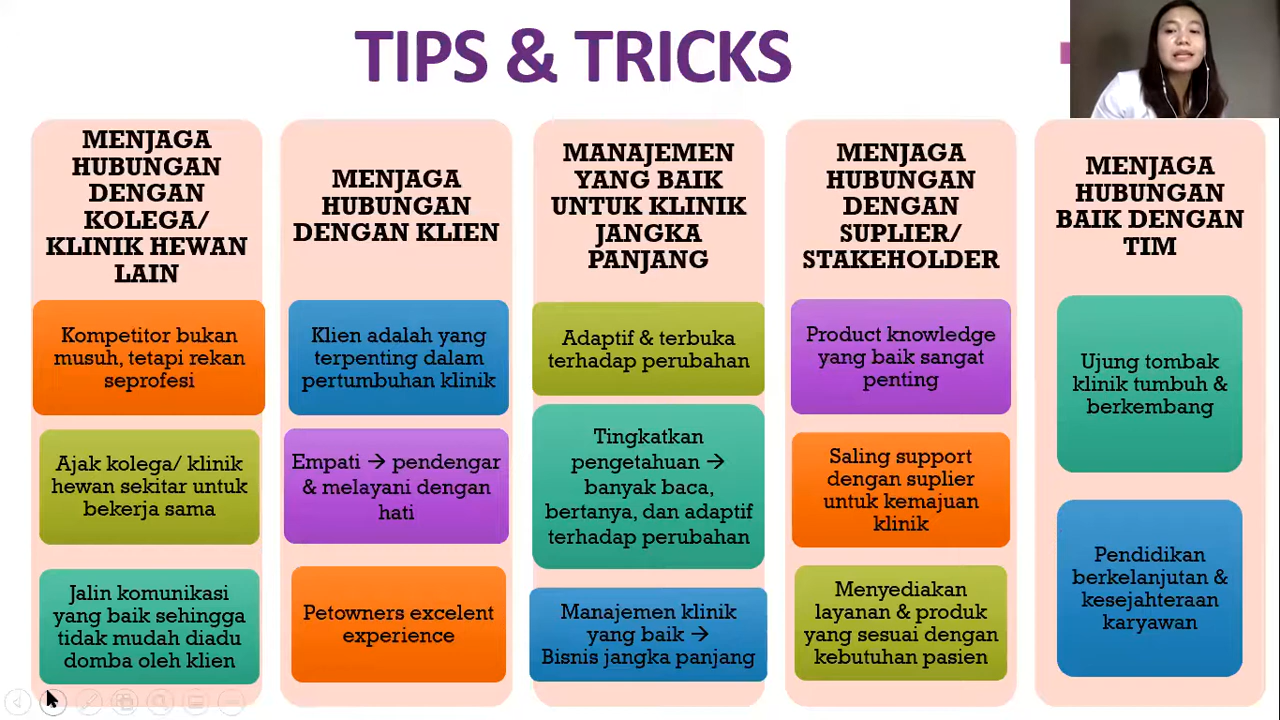 TIPS & TRICKS
MENJAGA
HUBUNGAN
DENGAN
KOLEGA/
KLINIK HEWAN
LAIN
Kompetitor bukan
musuh, tetapi rekan
seprofesi
Ajak kolega/ klinik
hewan sekitar untuk
bekerja sama
Jalin komunikasi
yang baik sehingga
tidak mudah diadu
domba oleh klien
MENJAGA
HUBUNGAN
DENGAN KLIEN
Klien adalah yang
terpenting dalam
pertumbuhan klinik
Empati → pendengar
& melayani dengan
hati
Petowners excelent
experience
MANAJEMEN
YANG BAIK
UNTUK KLINIK
JANGKA
PANJANG
Adaptif & terbuka
terhadap perubahan
Tingkatkan
pengetahuan →
banyak baca,
bertanya, dan adaptif
terhadap perubahan
Manajemen klinik
yang baik →
Bisnis jangka panjang
MENJAGA
HUBUNGAN
DENGAN
SUPLIER/
STAKEHOLDER
Product knowledge
yang baik sangat
penting
Saling support
dengan suplier
untuk kemajuan
klinik
Menyediakan
layanan & produk
yang sesuai dengan
kebutuhan pasien
MENJAGA
HUBUNGAN
BAIK DENGAN
TIM
Ujung tombak
klinik tumbuh &
berkembang
Pendidikan
berkelanjutan &
kesejahteraan
karyawan